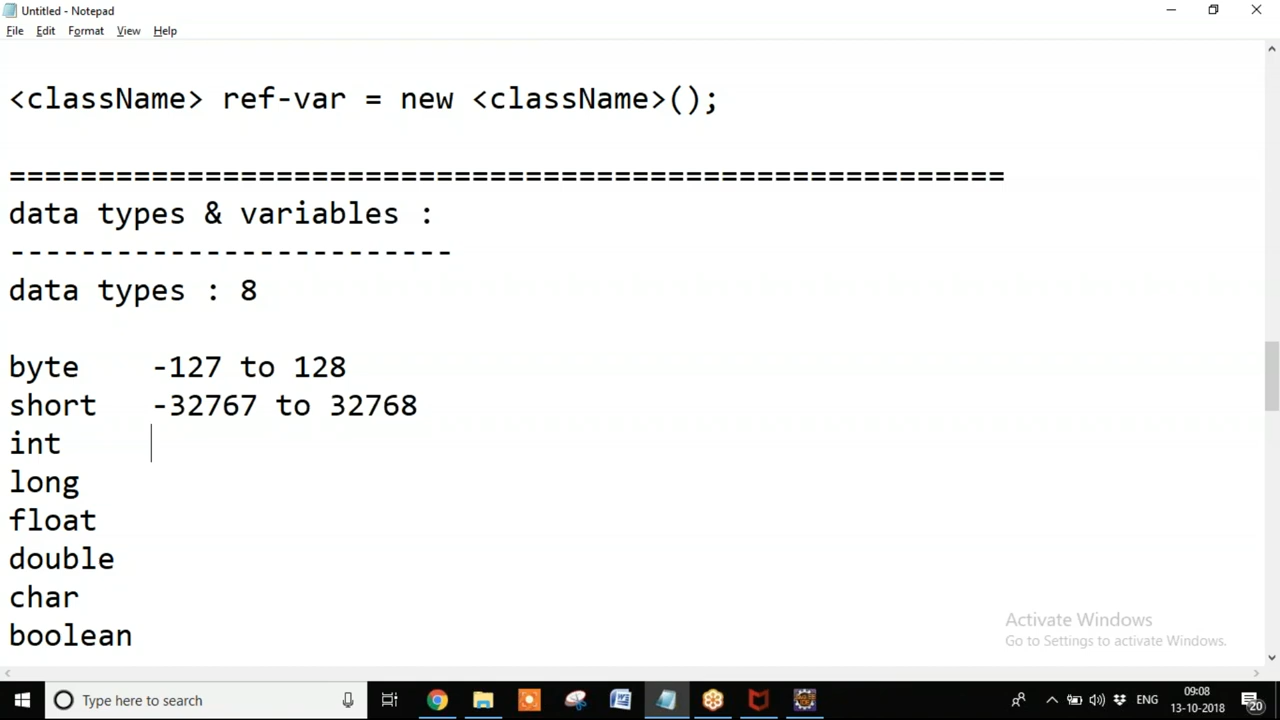 Untitled - Notepad
File Edit Format View Help
<className> ref-var = new <className>();
========================================================
data types & variables :
-------------------------
data types : 8
byte -127 to 128
short -32767 to 32768
int
long
float
double
char
boolean
Activate Windows
Go to Settings to activate Windows.
Type here to search
ENG
09:08
13-10-2018
20